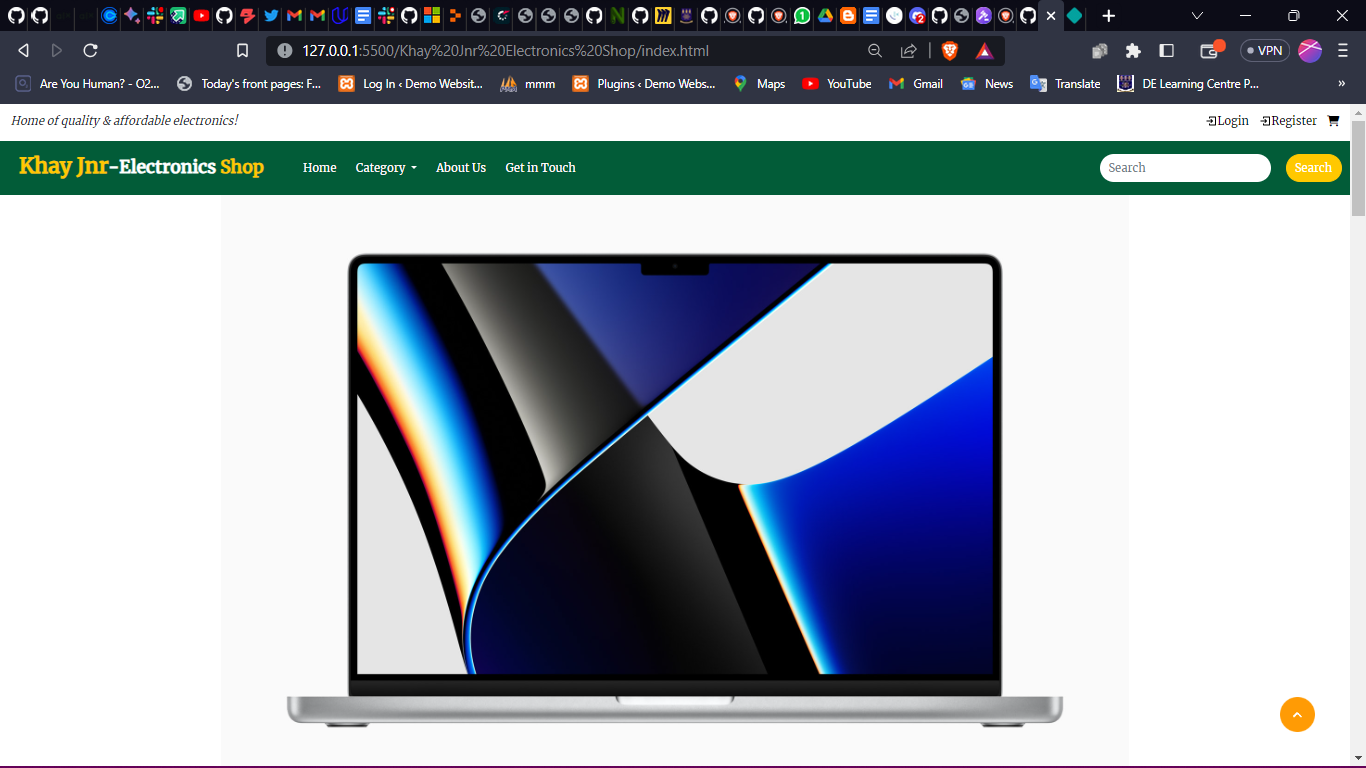 127.0.0.1:5500/Khay%20Jnr%20Electronics%20Shop/index.html
VPN
Are You Human? - O2...
Today's front pages: F...
Log In ‹ Demo Websit...
mmm
Plugins ‹ Demo Webs...
Maps
YouTube
Gmail
News
Translate
DE Learning Centre P...
»
Home of quality & affordable electronics!
Login
Register
Khay Jnr-Electronics Shop
Home
Category
About Us
Get in Touch
Search
Search